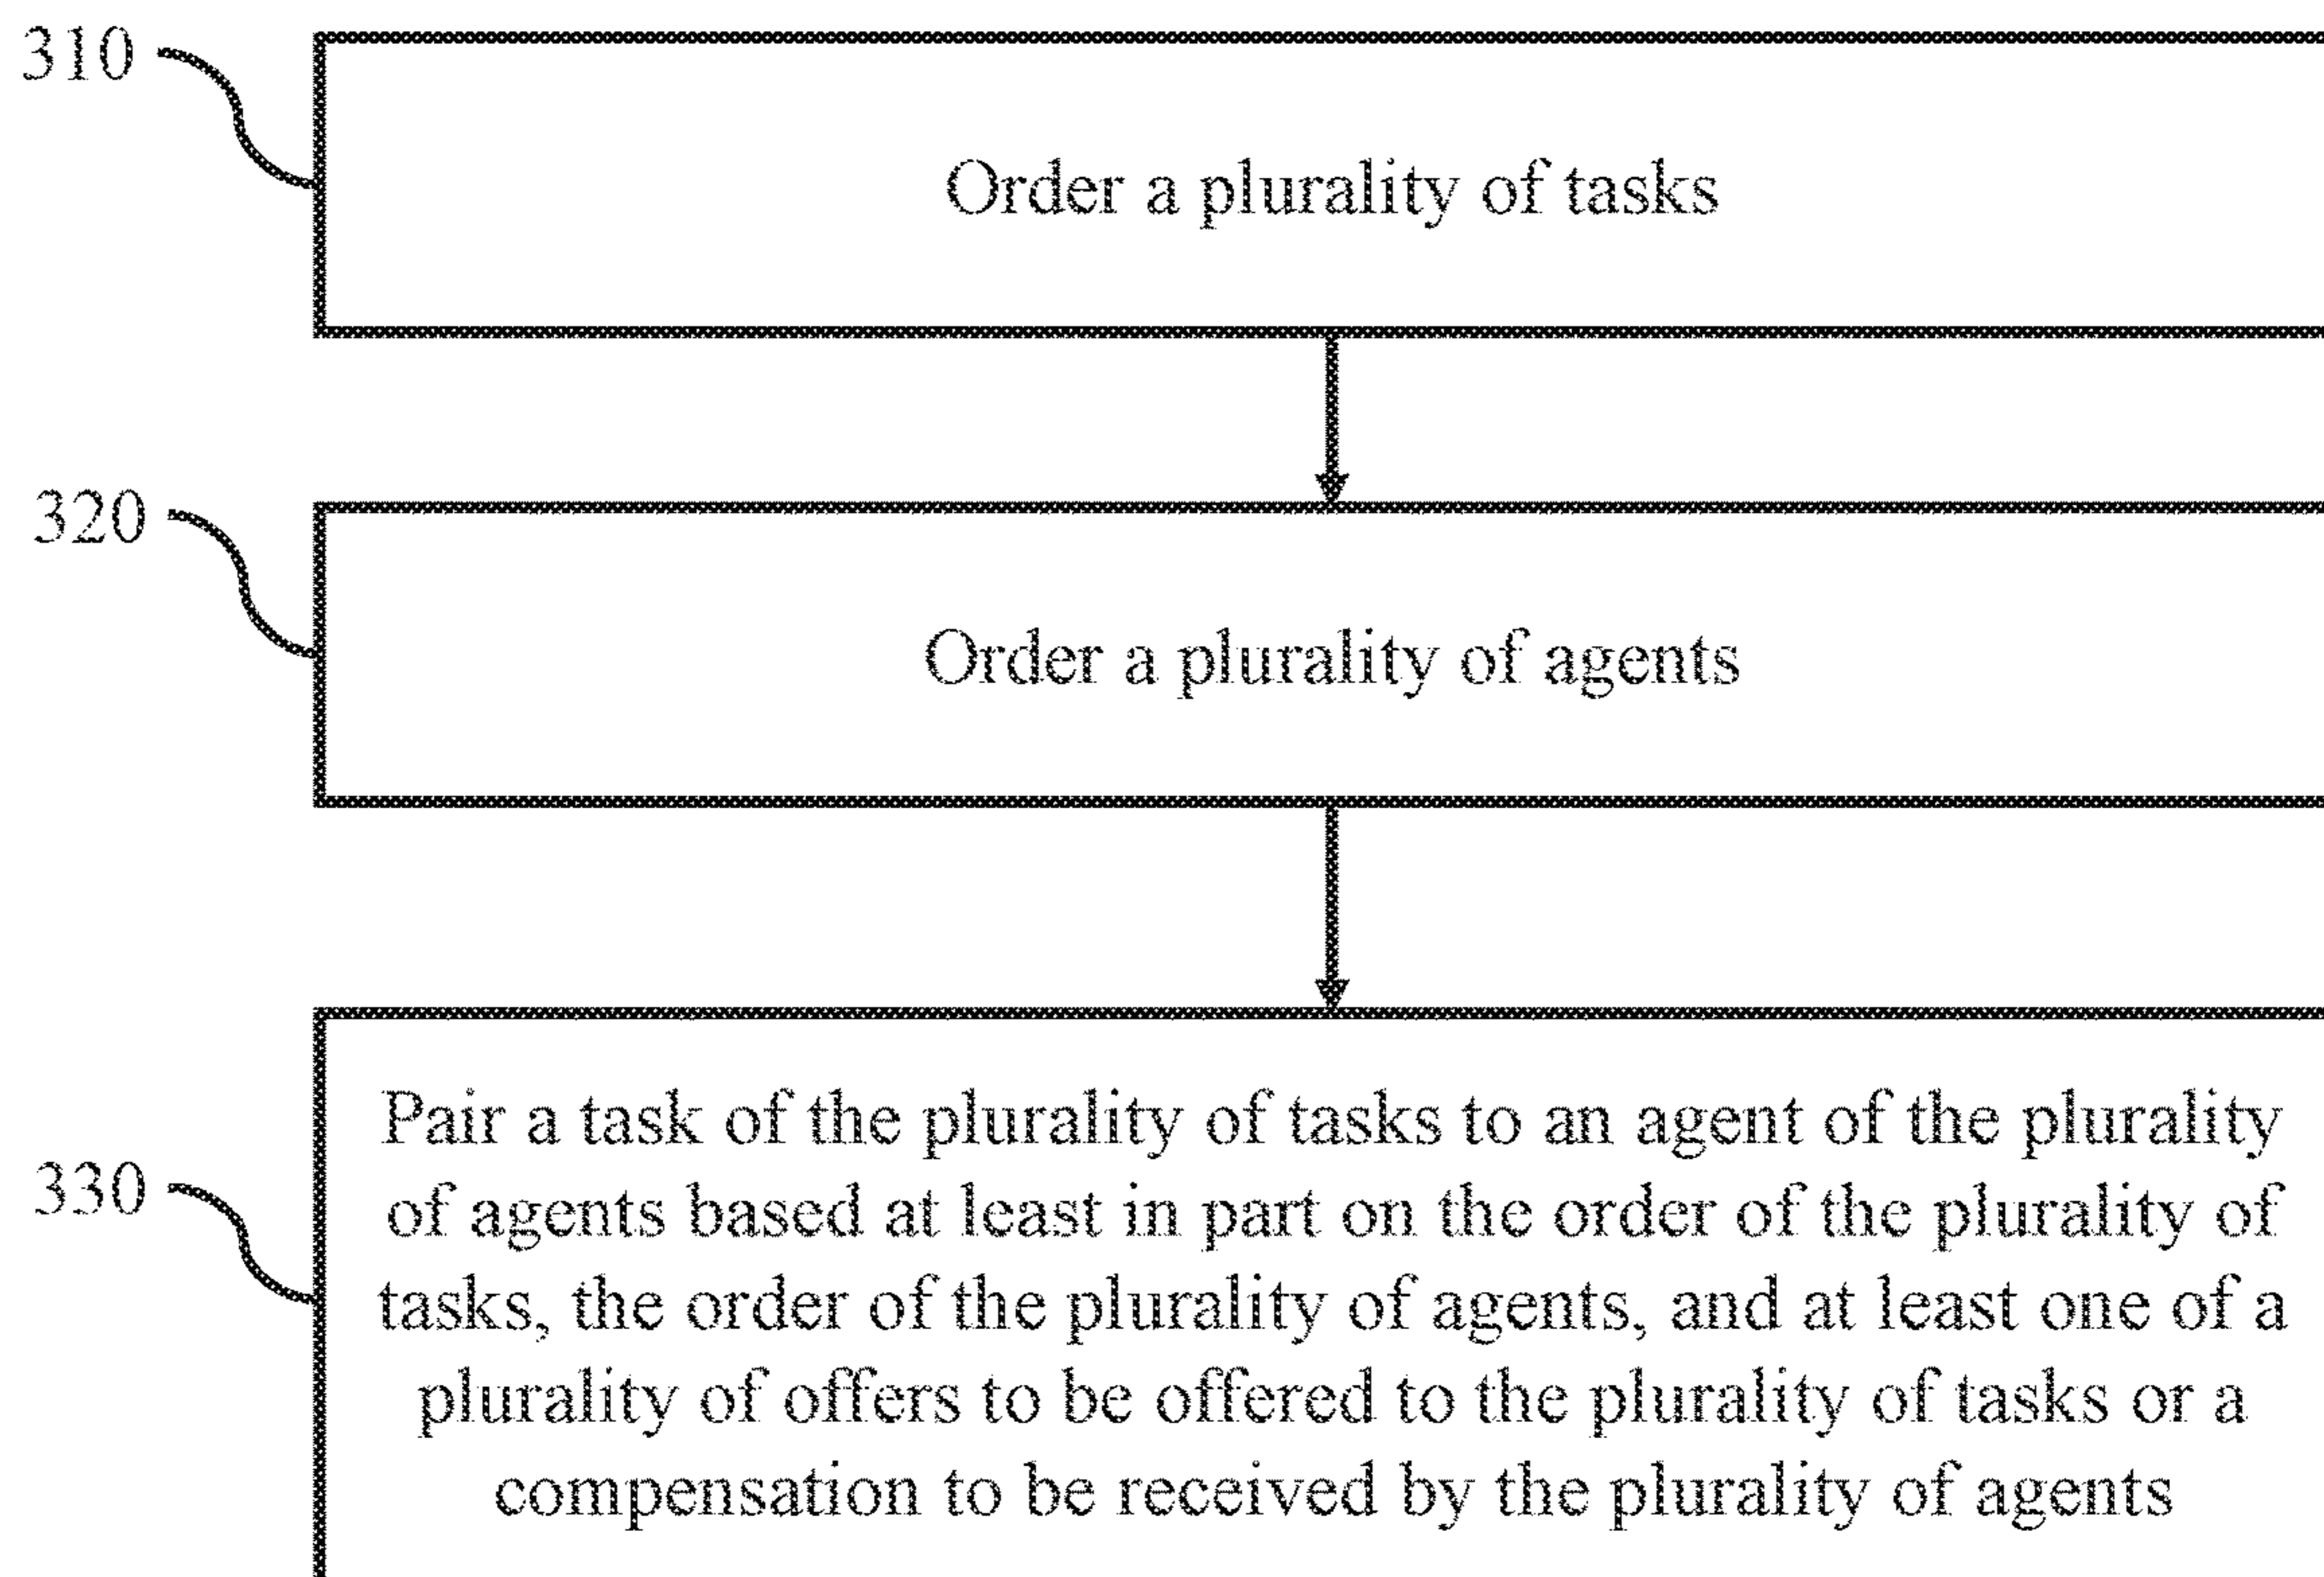 310
Order a plurality of tasks
320
Order a plurality of agents
330
Pair a task of the plurality of tasks to an agent of the plurality
of agents based at least in part on the order of the plurality of
tasks, the order of the plurality of agents, and at least one of a
plurality of offers to be offered to the plurality of tasks or a
compensation to be received by the plurality of agents